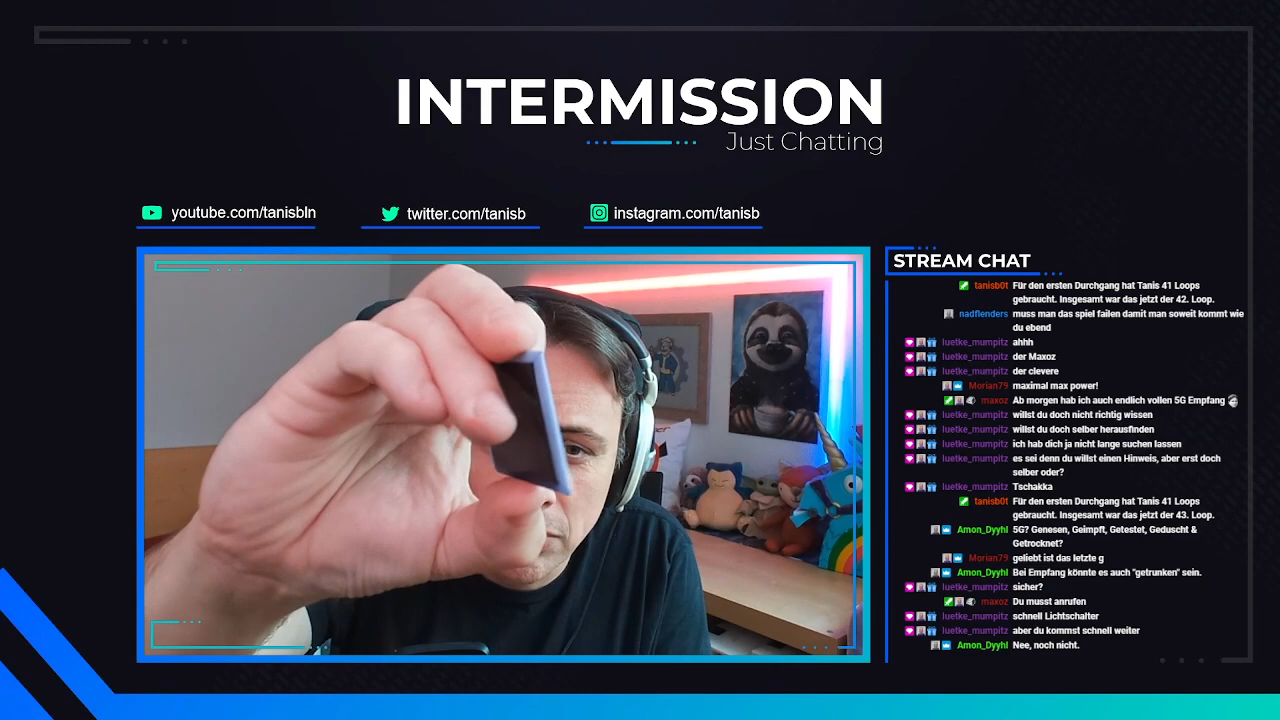 INTERMISSION
Just Chatting
youtube.com/tanisbln
twitter.com/tanisb
instagram.com/tanisb
STREAM CHAT
tanisb0t Für den ersten Durchgang hat Tanis 41 Loops
gebraucht. Insgesamt war das jetzt der 42. Loop.
nadflenders muss man das spiel failen damit man soweit kommt wie
du ebend
luetke_mumpitz ahhh
luetke_mumpitz der Maxoz
luetke_mumpitz der clevere
Morian79 maximal max power!
maxoz Ab morgen hab ich auch endlich vollen 5G Empfang
luetke_mumpitz willst du doch nicht richtig wissen
luetke_mumpitz willst du doch selber herausfinden
luetke_mumpitz ich hab dich ja nicht lange suchen lassen
luetke_mumpitz es sei denn du willst einen Hinweis, aber erst doch
selber oder?
luetke_mumpitz Tschakka
tanisb0t Für den ersten Durchgang hat Tanis 41 Loops
gebraucht. Insgesamt war das jetzt der 43. Loop.
Amon_Dyyhl 5G? Genesen, Geimpft, Getestet, Geduscht &
Getrocknet?
Morian79 geliebt ist das letzte g
Amon_Dyyhl Bei Empfang könnte es auch "getrunken" sein.
luetke_mumpitz sicher?
maxoz Du musst anrufen
luetke_mumpitz schnell Lichtschalter
luetke_mumpitz aber du kommst schnell weiter
Amon_Dyyhl Nee, noch nicht.